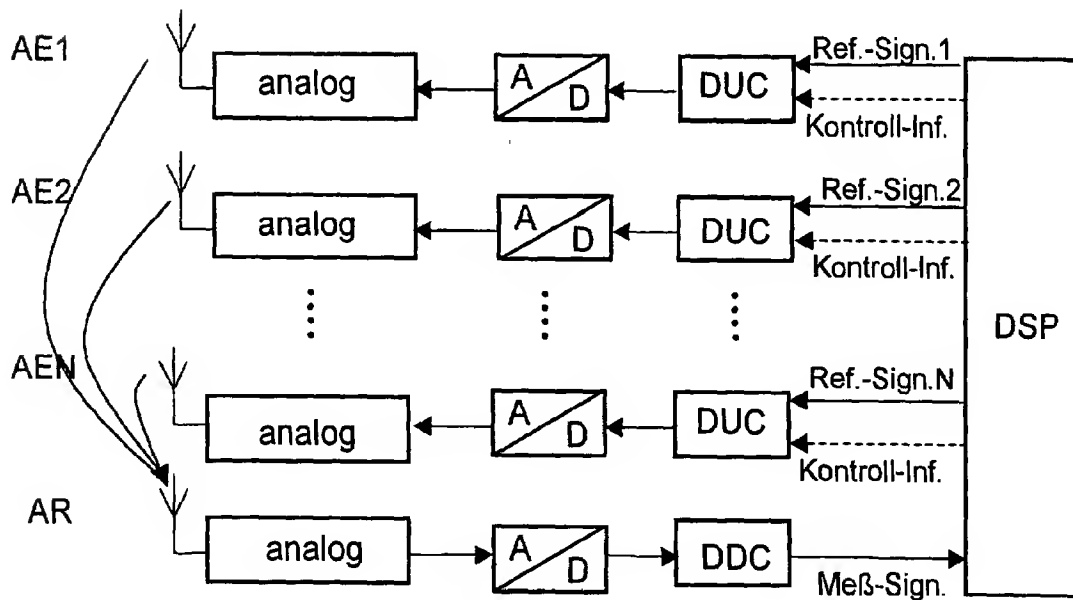 AE1
analog
A
D
DUC
Ref.-Sign.1
Kontroll-Inf.
AE2
analog
A
D
DUC
Ref.-Sign.2
Kontroll-Inf.
DSP
AEN
analog
A
D
DUC
Ref.-Sign.N
Kontroll-Inf.
AR
analog
A
D
DDC
Meß-Sign.